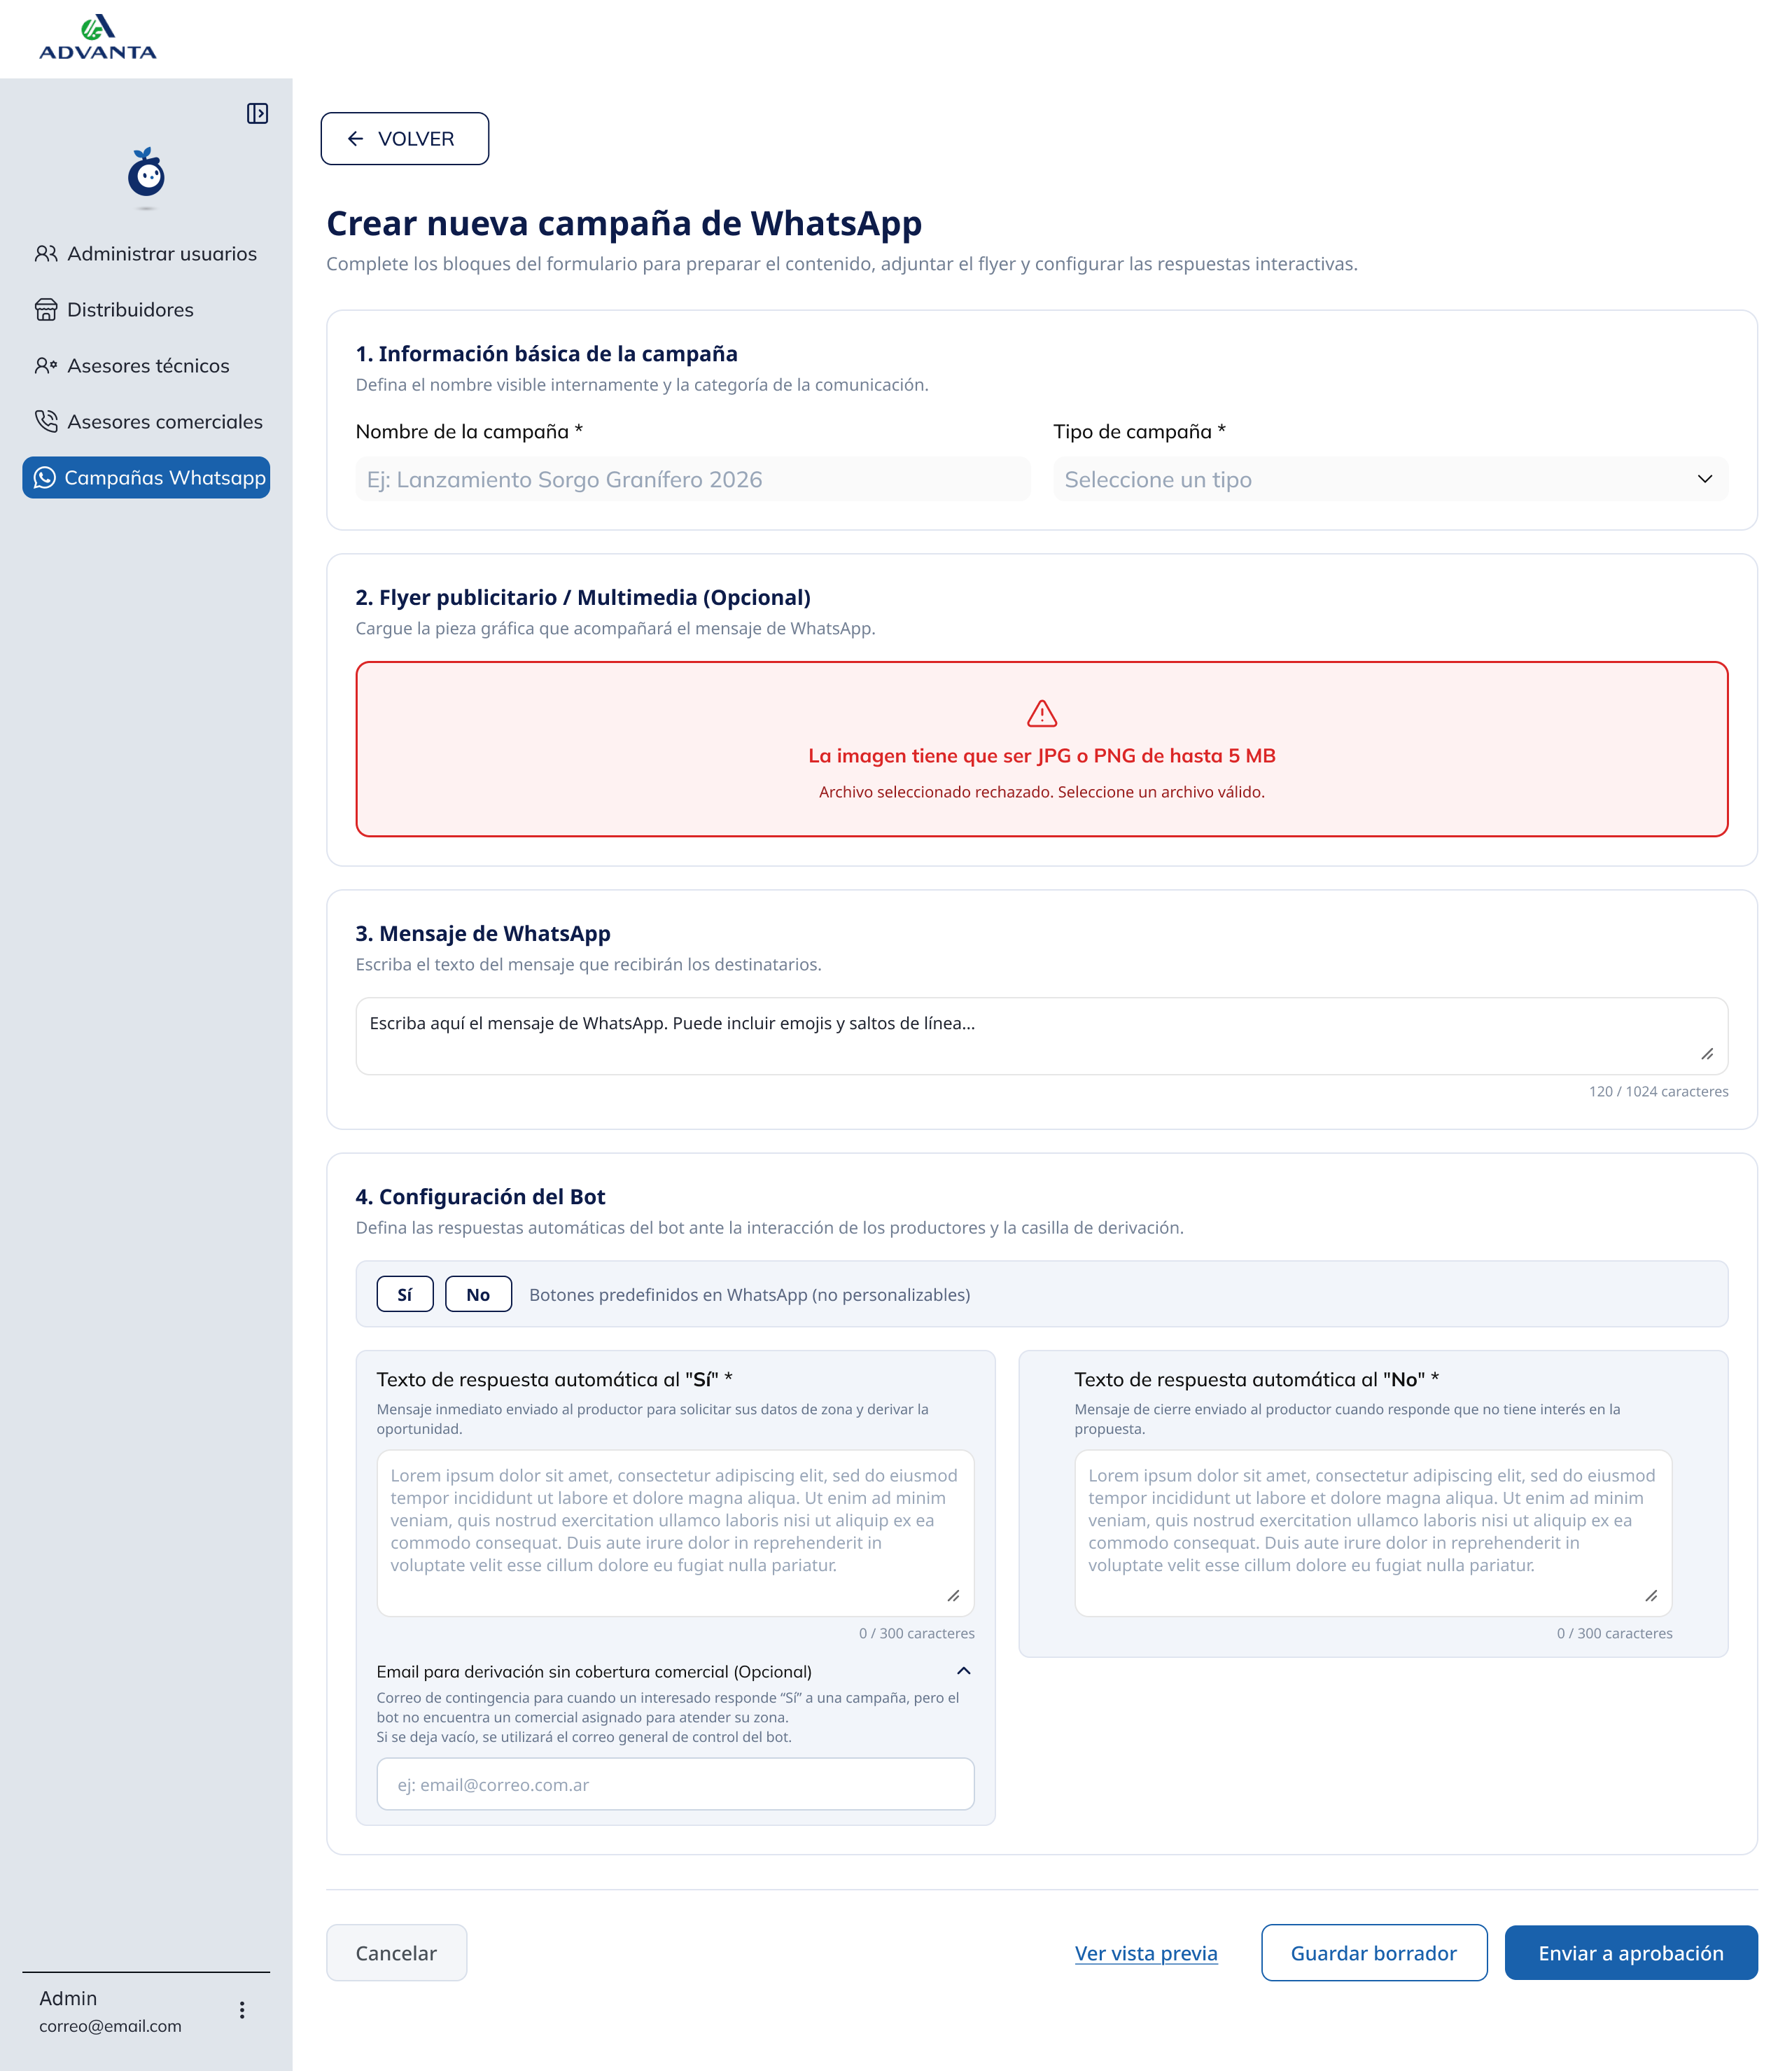 ADVANTA
VOLVER
Administrar usuarios
Distribuidores
Asesores técnicos
Asesores comerciales
Campañas Whatsapp
Crear nueva campaña de WhatsApp
Complete los bloques del formulario para preparar el contenido, adjuntar el flyer y configurar las respuestas interactivas.
1. Información básica de la campaña
Defina el nombre visible internamente y la categoría de la comunicación.
Nombre de la campaña *
Ej: Lanzamiento Sorgo Granífero 2026
Tipo de campaña *
Seleccione un tipo
2. Flyer publicitario / Multimedia (Opcional)
Cargue la pieza gráfica que acompañará el mensaje de WhatsApp.
La imagen tiene que ser JPG o PNG de hasta 5 MB
Archivo seleccionado rechazado. Seleccione un archivo válido.
3. Mensaje de WhatsApp
Escriba el texto del mensaje que recibirán los destinatarios.
Escriba aquí el mensaje de WhatsApp. Puede incluir emojis y saltos de línea...
120 / 1024 caracteres
4. Configuración del Bot
Defina las respuestas automáticas del bot ante la interacción de los productores y la casilla de derivación.
Sí No Botones predefinidos en WhatsApp (no personalizables)
Texto de respuesta automática al "Sí" *
Mensaje inmediato enviado al productor para solicitar sus datos de zona y derivar la
oportunidad.
Lorem ipsum dolor sit amet, consectetur adipiscing elit, sed do eiusmod
tempor incididunt ut labore et dolore magna aliqua. Ut enim ad minim
veniam, quis nostrud exercitation ullamco laboris nisi ut aliquip ex ea
commodo consequat. Duis aute irure dolor in reprehenderit in
voluptate velit esse cillum dolore eu fugiat nulla pariatur.
0 / 300 caracteres
Email para derivación sin cobertura comercial (Opcional)
Correo de contingencia para cuando un interesado responde “Sí” a una campaña, pero el
bot no encuentra un comercial asignado para atender su zona.
Si se deja vacío, se utilizará el correo general de control del bot.
ej: email@correo.com.ar
Texto de respuesta automática al "No" *
Mensaje de cierre enviado al productor cuando responde que no tiene interés en la
propuesta.
Lorem ipsum dolor sit amet, consectetur adipiscing elit, sed do eiusmod
tempor incididunt ut labore et dolore magna aliqua. Ut enim ad minim
veniam, quis nostrud exercitation ullamco laboris nisi ut aliquip ex ea
commodo consequat. Duis aute irure dolor in reprehenderit in
voluptate velit esse cillum dolore eu fugiat nulla pariatur.
0 / 300 caracteres
Cancelar
Ver vista previa
Guardar borrador
Enviar a aprobación
Admin
correo@email.com